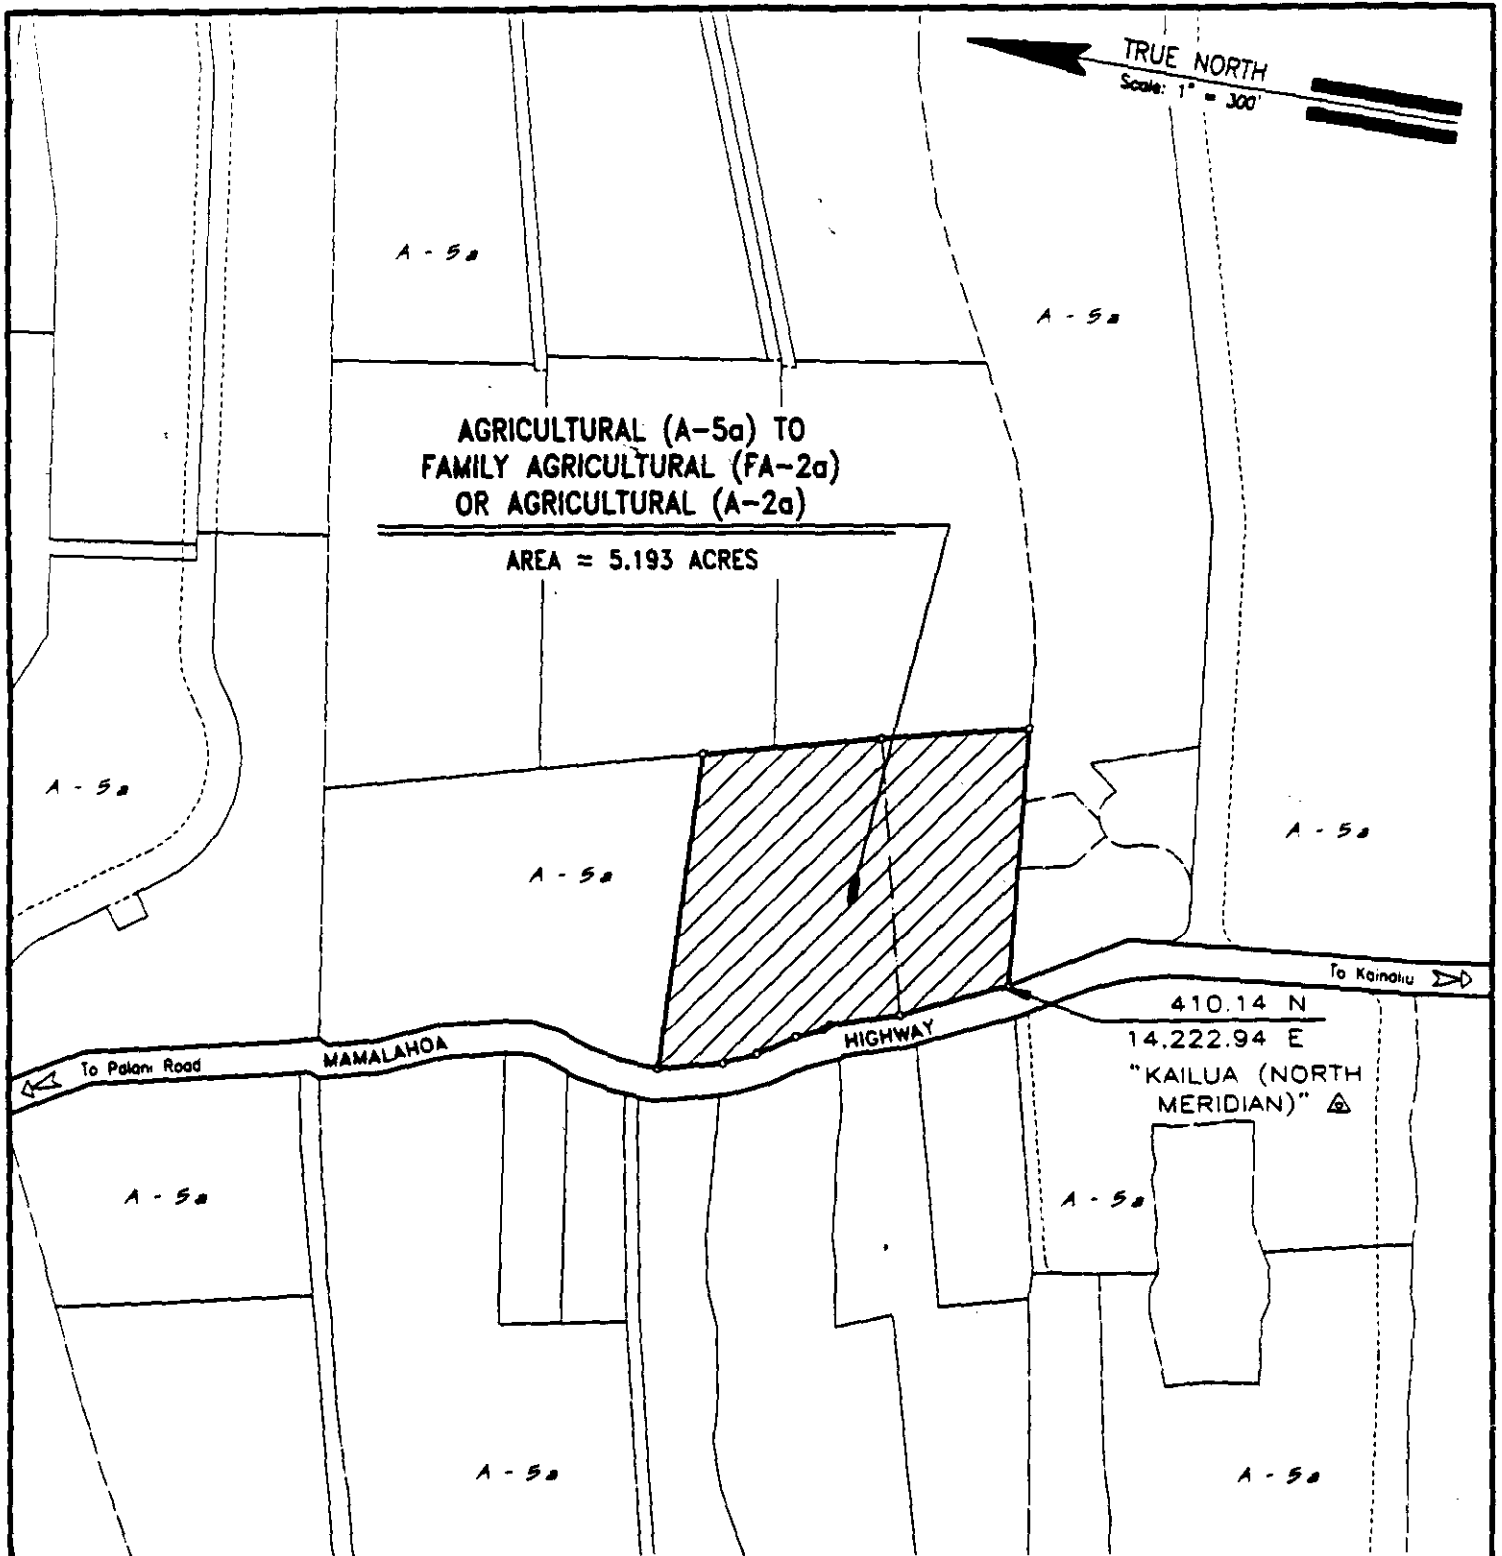 TRUE NORTH
Scale: 1" = 300'
A - 5a
A - 5a
AGRICULTURAL (A-5a) TO
FAMILY AGRICULTURAL (FA-2a)
OR AGRICULTURAL (A-2a)
AREA = 5.193 ACRES
A - 5a
A - 5a
A - 5a
To Kainaliu
410.14 N
14,222.94 E
"KAILUA (NORTH
MERIDIAN)"
HIGHWAY
MAMALAHOA
To Palani Road
A - 5a
A - 5a
A - 5a
A - 5a